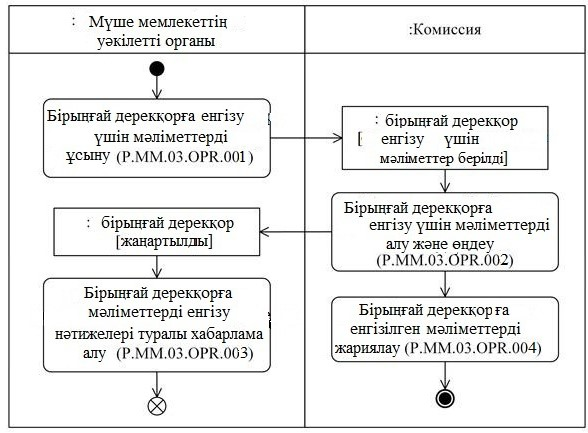 : Мүше мемлекеттің
уәкілетті органы
:Комиссия
Бірыңғай дерекқорға енгізу
үшін мәліметтерді
ұсыну (P.MM.03.OPR.001)
: бірыңғай дерекқор
[ енгізу үшін
мәліметтер берілді]
Бірыңғай дерекқорға
енгізу үшін мәліметтерді
алу және өңдеу
(P.MM.03.OPR.002)
: бірыңғай дерекқор
[жаңартылды]
Бірыңғай дерекқорға
мәліметтерді енгізу
нәтижелері туралы хабарлама
алу (P.MM.03.OPR.003)
Бірыңғай дерекқорға
енгізілген мәліметтерді
жариялау (P.MM.03.OPR.004)